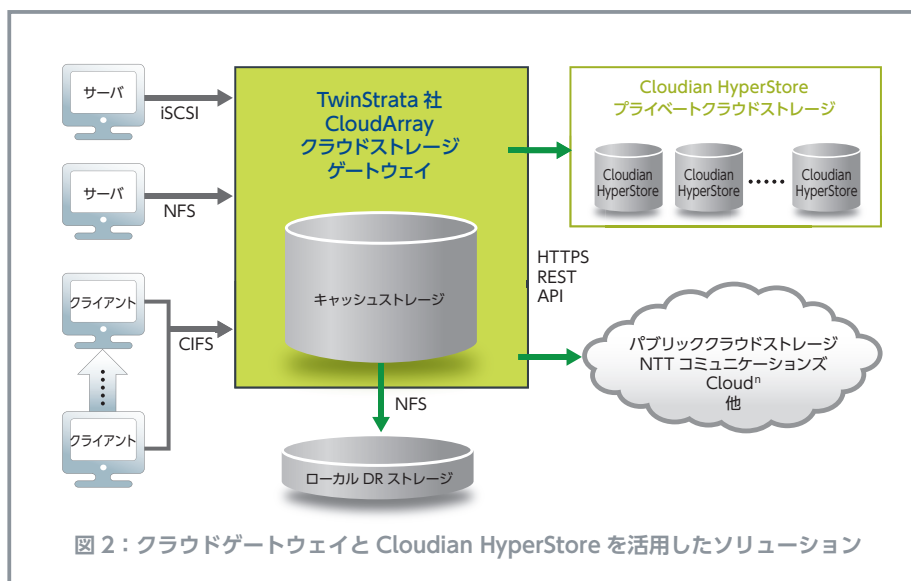 サーバ
iSCSI
サーバ
NFS
クライアント
CIFS
クライアント
TwinStrata 社
CloudArray
クラウドストレージ
ゲートウェイ
キャッシュストレージ
NFS
ローカル DR ストレージ
HTTPS
REST
API
Cloudian HyperStore
プライベートクラウドストレージ
Cloudian
HyperStore
Cloudian
HyperStore
Cloudian
HyperStore
パブリッククラウドストレージ
NTT コミュニケーションズ
Cloudⁿ
他
図 2：クラウドゲートウェイと Cloudian HyperStore を活用したソリューション